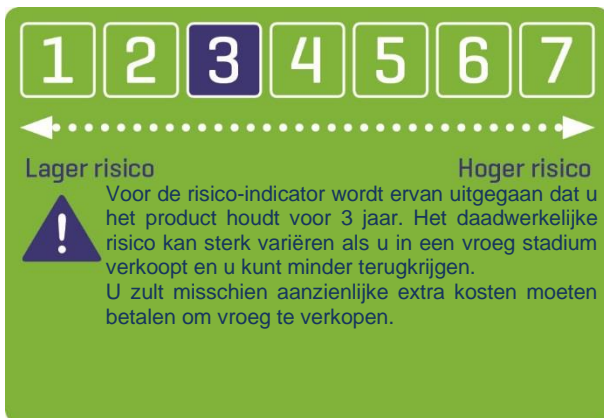 1 2 3 4 5 6 7
Lager risico Hoger risico
!
Voor de risico-indicator wordt ervan uitgegaan dat u
het product houdt voor 3 jaar. Het daadwerkelijke
risico kan sterk variëren als u in een vroeg stadium
verkoopt en u kunt minder terugkrijgen.
U zult misschien aanzienlijke extra kosten moeten
betalen om vroeg te verkopen.